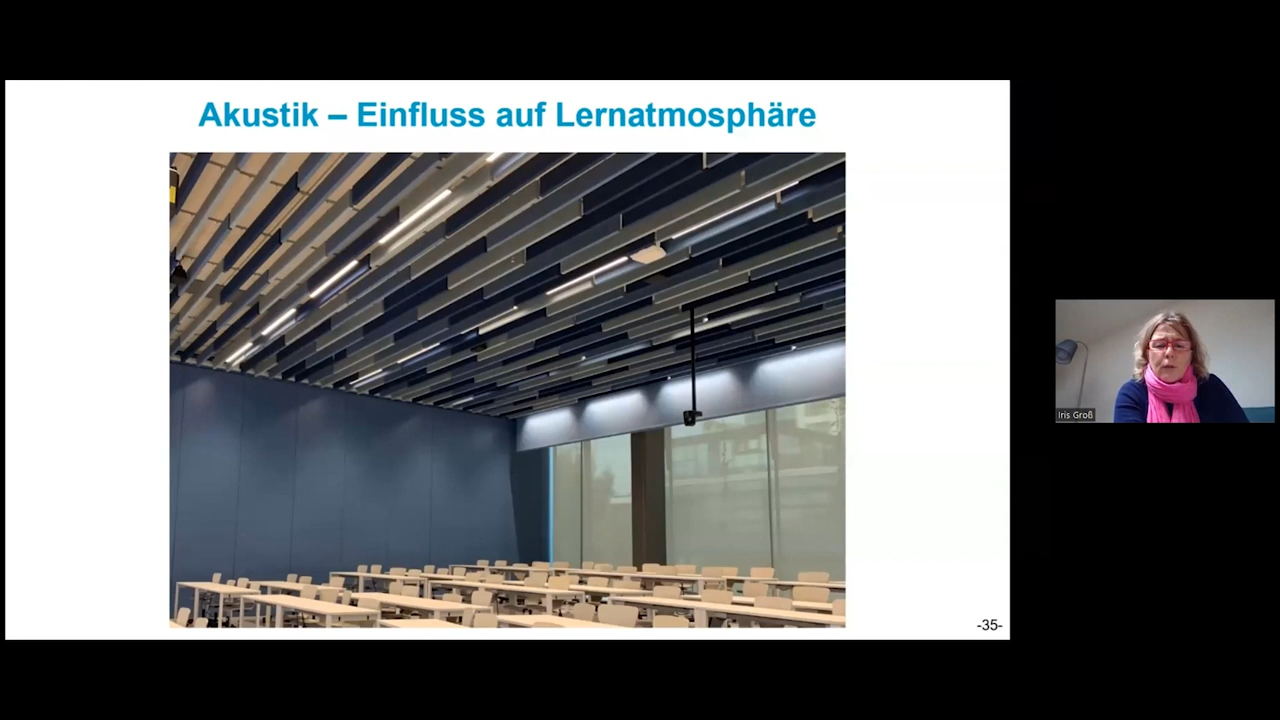 Akustik – Einfluss auf Lernatmosphäre
Iris Groß
-35-